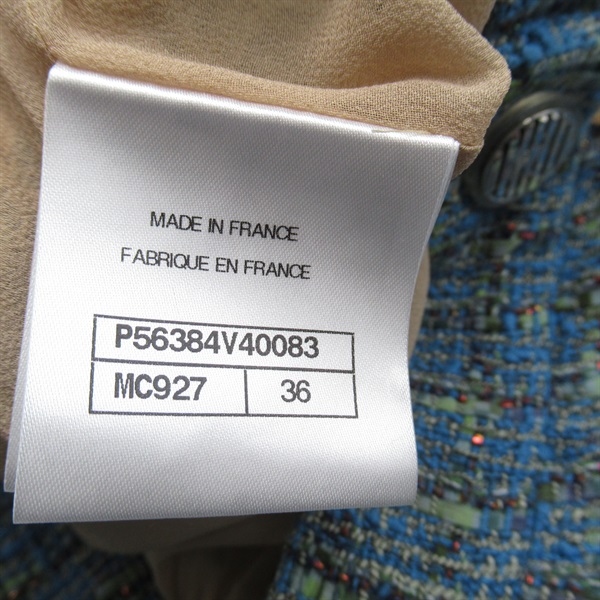 MADE IN FRANCE
FABRIQUE EN FRANCE
P56384V40083
MC927 36